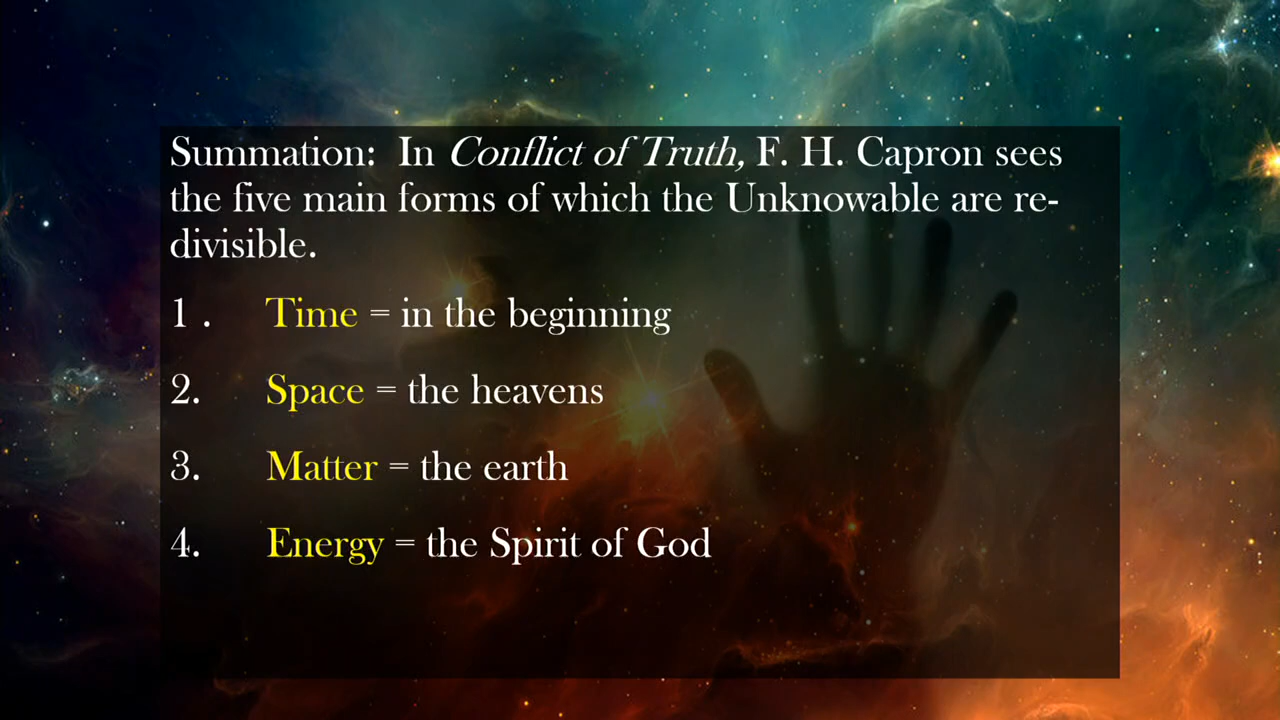 Summation: In Conflict of Truth, F. H. Capron sees
the five main forms of which the Unknowable are re-
divisible.
1 . Time = in the beginning
2. Space = the heavens
3. Matter = the earth
4. Energy = the Spirit of God